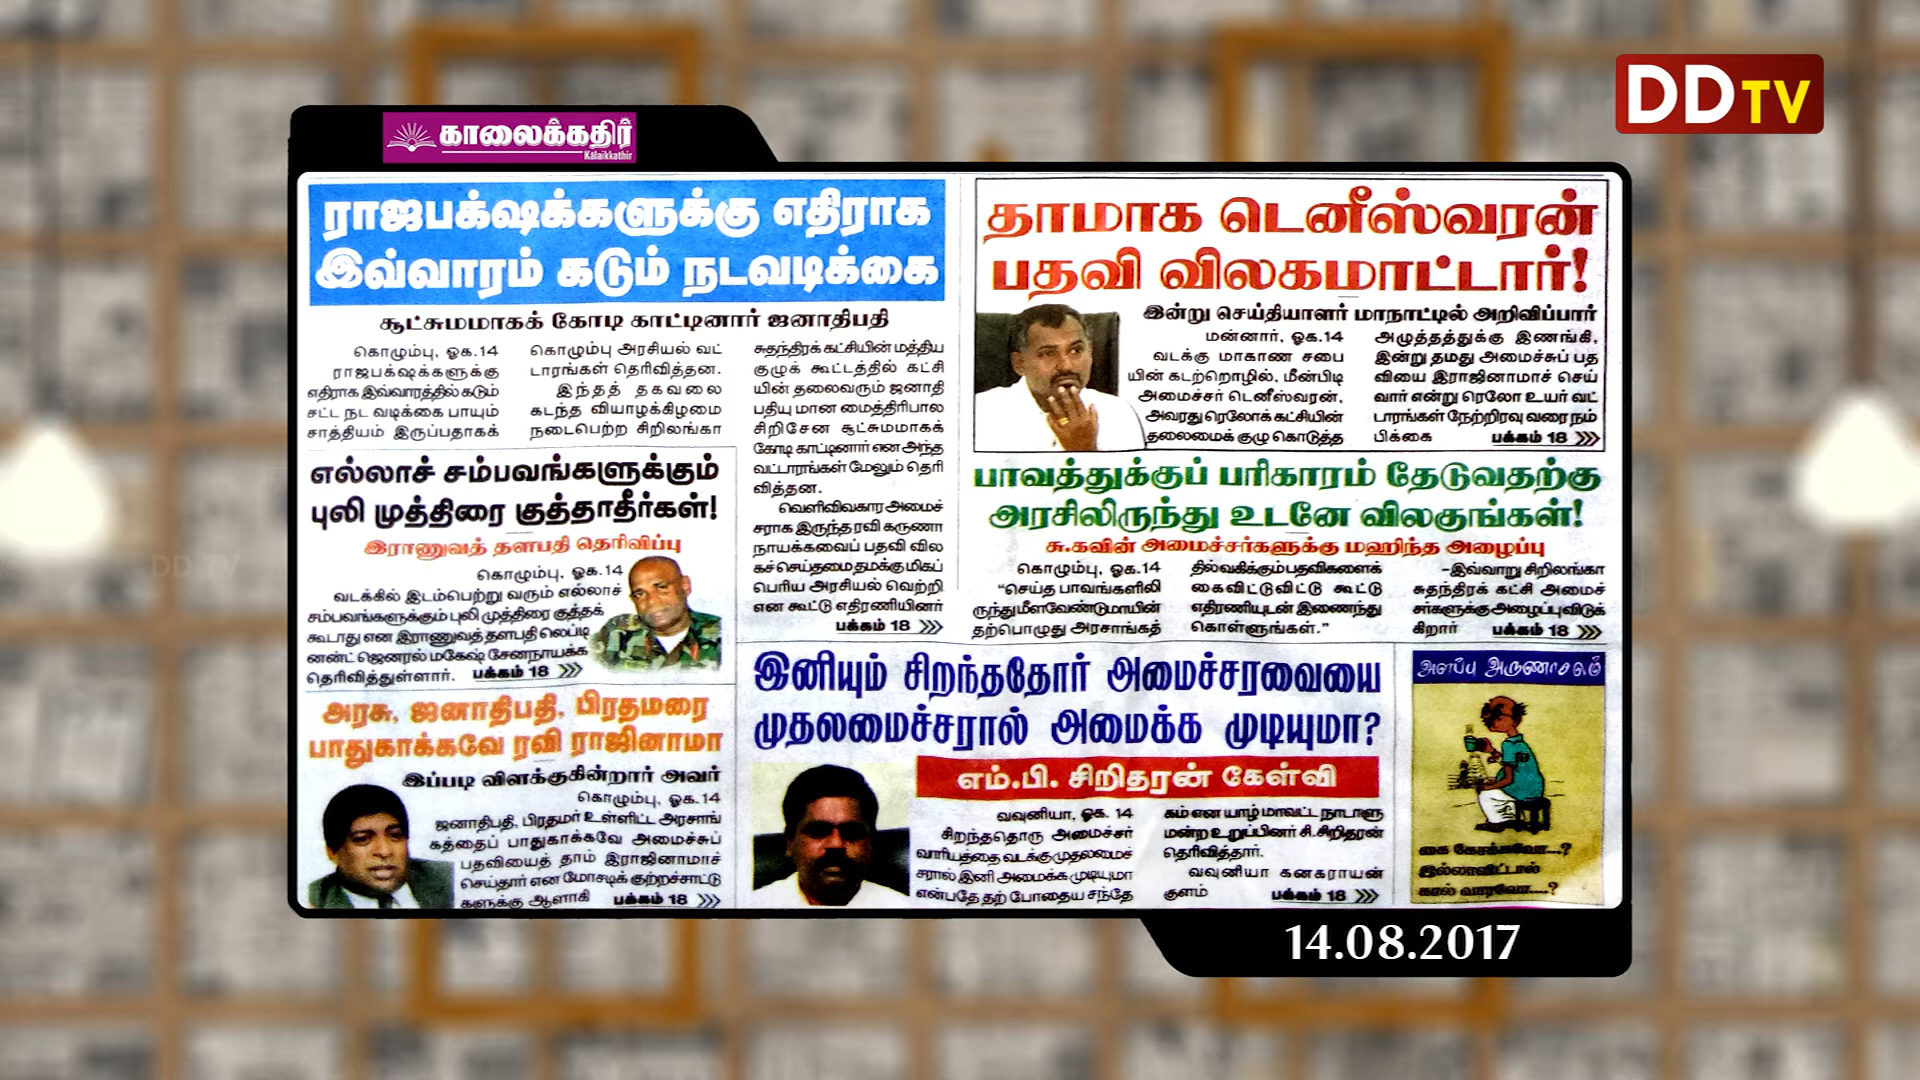 DDTV
காலைக்கதிர்
Kalaikkathir
ராஜபக்‌ஷக்களுக்கு எதிராக
இவ்வாரம் கடும் நடவடிக்கை
சூட்சுமமாகக் கோடி காட்டினார் ஜனாதிபதி
கொழும்பு, ஓக.14
ராஜபக்‌ஷக்களுக்கு
எதிராக இவ்வாரத்தில் கடும்
சட்ட நடவடிக்கை பாயும்
சாத்தியம் இருப்பதாகக்
கொழும்பு அரசியல் வட்
டாரங்கள் தெரிவித்தன.
இந்தத் தகவலை
கடந்த வியாழக்கிழமை
நடைபெற்ற சிறிலங்கா
சுதந்திரக் கட்சியின் மத்திய
குழுக் கூட்டத்தில் கட்சி
யின் தலைவரும் ஜனாதி
பதியு மான மைத்திரிபால
சிறிசேன சூட்சுமமாகக்
கோடி காட்டினார் என அந்த
வட்டாரங்கள் மேலும் தெரி
வித்தன.
வெளிவிவகார அமைச்
சராக இருந்த ரவி கருணா
நாயக்கவைப் பதவி வில
கச் செய்தமை தமக்கு மிகப்
பெரிய அரசியல் வெற்றி
என கூட்டு எதிரணியினர்
பக்கம் 18
எல்லாச் சம்பவங்களுக்கும்
புலி முத்திரை குத்தாதீர்கள்!
இராணுவத் தளபதி தெரிவிப்பு
கொழும்பு, ஓக.14
வடக்கில் இடம்பெற்று வரும் எல்லாச்
சம்பவங்களுக்கும் புலி முத்திரை குத்தக்
கூடாது என இராணுவத் தளபதி லெப்டி
னன்ட் ஜெனரல் மகேஷ் சேனநாயக்க
தெரிவித்துள்ளார். பக்கம் 18
அரசு, ஜனாதிபதி, பிரதமரை
பாதுகாக்கவே ரவி ராஜினாமா
இப்படி விளக்குகின்றார் அவர்
கொழும்பு, ஓக.14
ஜனாதிபதி, பிரதமர் உள்ளிட்ட அரசாங்
கத்தைப் பாதுகாக்கவே அமைச்சுப்
பதவியைத் தாம் இராஜினாமாச்
செய்தார் என மோசடிக் குற்றச்சாட்டு
களுக்கு ஆளாகி பக்கம் 18
தாமாக டெனீஸ்வரன்
பதவி விலகமாட்டார்!
இன்று செய்தியாளர் மாநாட்டில் அறிவிப்பார்
மன்னார், ஓக.14
வடக்கு மாகாண சபை
யின் கடற்றொழில், மீன்பிடி
அமைச்சர் டெனீஸ்வரன்,
அவரது ரெலோக் கட்சியின்
தலைமைக் குழு கொடுத்த
அழுத்தத்துக்கு இணங்கி,
இன்று தமது அமைச்சுப் பத
வியை இராஜினாமாச் செய்
வார் என்று ரெலோ உயர் வட்
டாரங்கள் நேற்றிரவு வரை நம்
பிக்கை பக்கம் 18
பாவத்துக்குப் பரிகாரம் தேடுவதற்கு
அரசிலிருந்து உடனே விலகுங்கள்!
சு.கவின் அமைச்சர்களுக்கு மஹிந்த அழைப்பு
கொழும்பு, ஓக.14
“செய்த பாவங்களிலி
ருந்து மீளவேண்டுமாயின்
தற்பொழுது அரசாங்கத்
தில் வகிக்கும் பதவிகளைக்
கைவிட்டுவிட்டு கூட்டு
எதிரணியுடன் இணைந்து
கொள்ளுங்கள்.”
–இவ்வாறு சிறிலங்கா
சுதந்திரக் கட்சி அமைச்
சர்களுக்கு அழைப்பு விடுக்
கிறார் பக்கம் 18
இனியும் சிறந்ததோர் அமைச்சரவையை
முதலமைச்சரால் அமைக்க முடியுமா?
எம்.பி. சிறிதரன் கேள்வி
வவுனியா, ஓக. 14
சிறந்ததொரு அமைச்சர்
வாரியத்தை வடக்கு முதலமைச்
சரால் இனி அமைக்க முடியுமா
என்பதே தற் போதைய சந்தே
கம் என யாழ் மாவட்ட நாடாளு
மன்ற உறுப்பினர் சி.சிறிதரன்
தெரிவித்தார்.
வவுனியா கனகராயன்
குளம் பக்கம் 18
அளப்பு அருணாசலம்
கை கோக்கவோ...?
இல்லாவிட்டால்
கால் வாரவோ....?
14.08.2017
DD TV